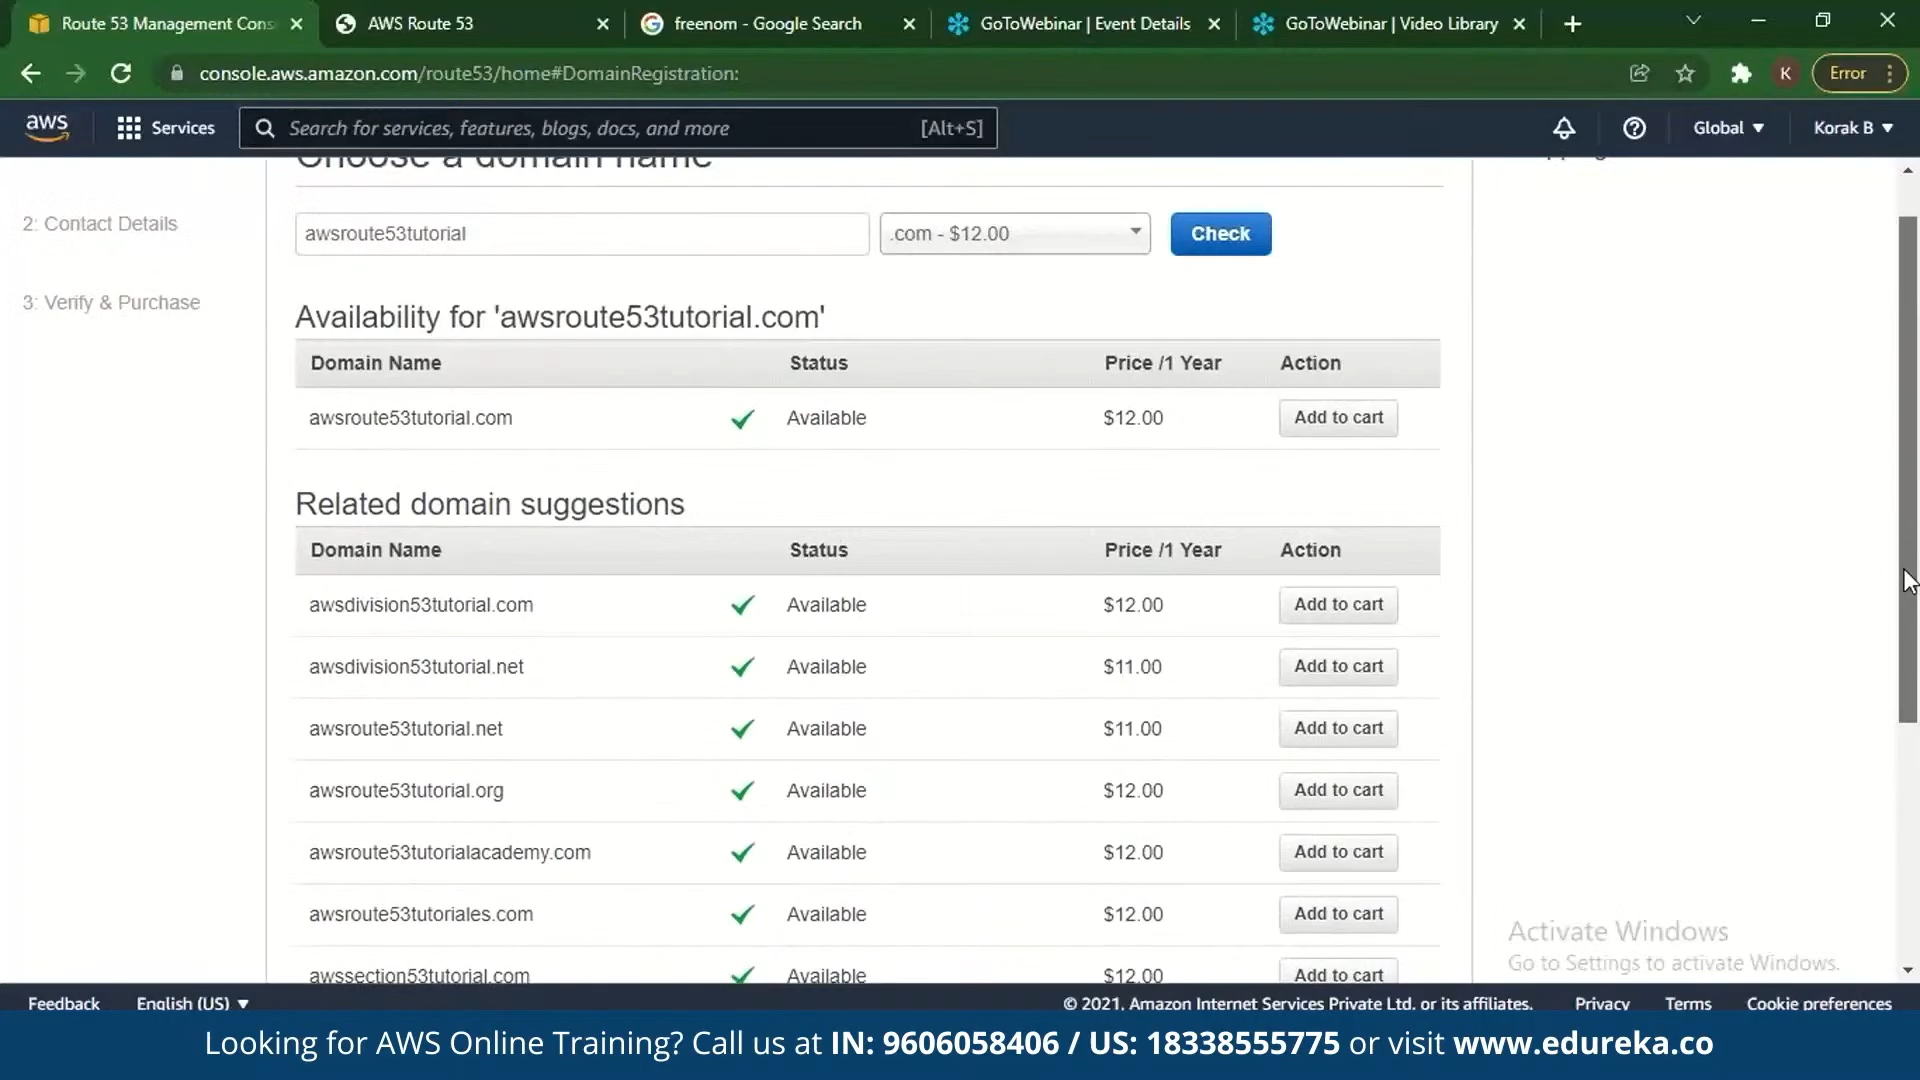 Route 53 Management Cons
AWS Route 53
freenom - Google Search
GoToWebinar | Event Details
GoToWebinar | Video Library
console.aws.amazon.com/route53/home#DomainRegistration:
K
Error
aws
Services
Search for services, features, blogs, docs, and more
[Alt+S]
Global
Korak B
Choose a domain name
2: Contact Details
3: Verify & Purchase
awsroute53tutorial
.com - $12.00
Check
Availability for 'awsroute53tutorial.com'
Domain Name Status Price /1 Year Action
awsroute53tutorial.com Available $12.00 Add to cart
Related domain suggestions
Domain Name Status Price /1 Year Action
awsdivision53tutorial.com Available $12.00 Add to cart
awsdivision53tutorial.net Available $11.00 Add to cart
awsroute53tutorial.net Available $11.00 Add to cart
awsroute53tutorial.org Available $12.00 Add to cart
awsroute53tutorialacademy.com Available $12.00 Add to cart
awsroute53tutoriales.com Available $12.00 Add to cart
awssection53tutorial.com Available $12.00 Add to cart
Activate Windows
Go to Settings to activate Windows.
Feedback English (US) © 2021, Amazon Internet Services Private Ltd. or its affiliates. Privacy Terms Cookie preferences
Looking for AWS Online Training? Call us at IN: 9606058406 / US: 18338555775 or visit www.edureka.co